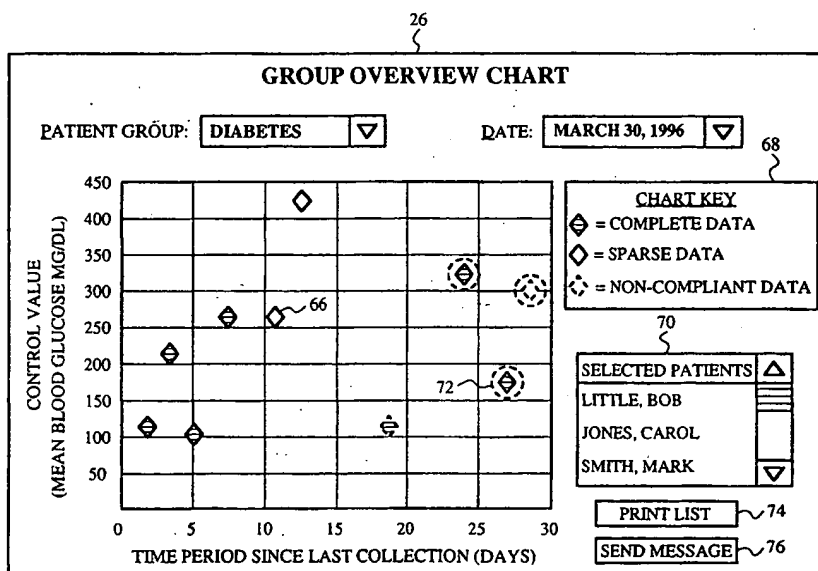 26
GROUP OVERVIEW CHART
PATIENT GROUP: DIABETES
DATE: MARCH 30, 1996
68
CHART KEY
= COMPLETE DATA
= SPARSE DATA
= NON-COMPLIANT DATA
CONTROL VALUE
(MEAN BLOOD GLUCOSE MG/DL)
450
400
350
300
250
200
150
100
50
66
72
0 5 10 15 20 25 30
TIME PERIOD SINCE LAST COLLECTION (DAYS)
70
SELECTED PATIENTS
LITTLE, BOB
JONES, CAROL
SMITH, MARK
PRINT LIST
74
SEND MESSAGE
76